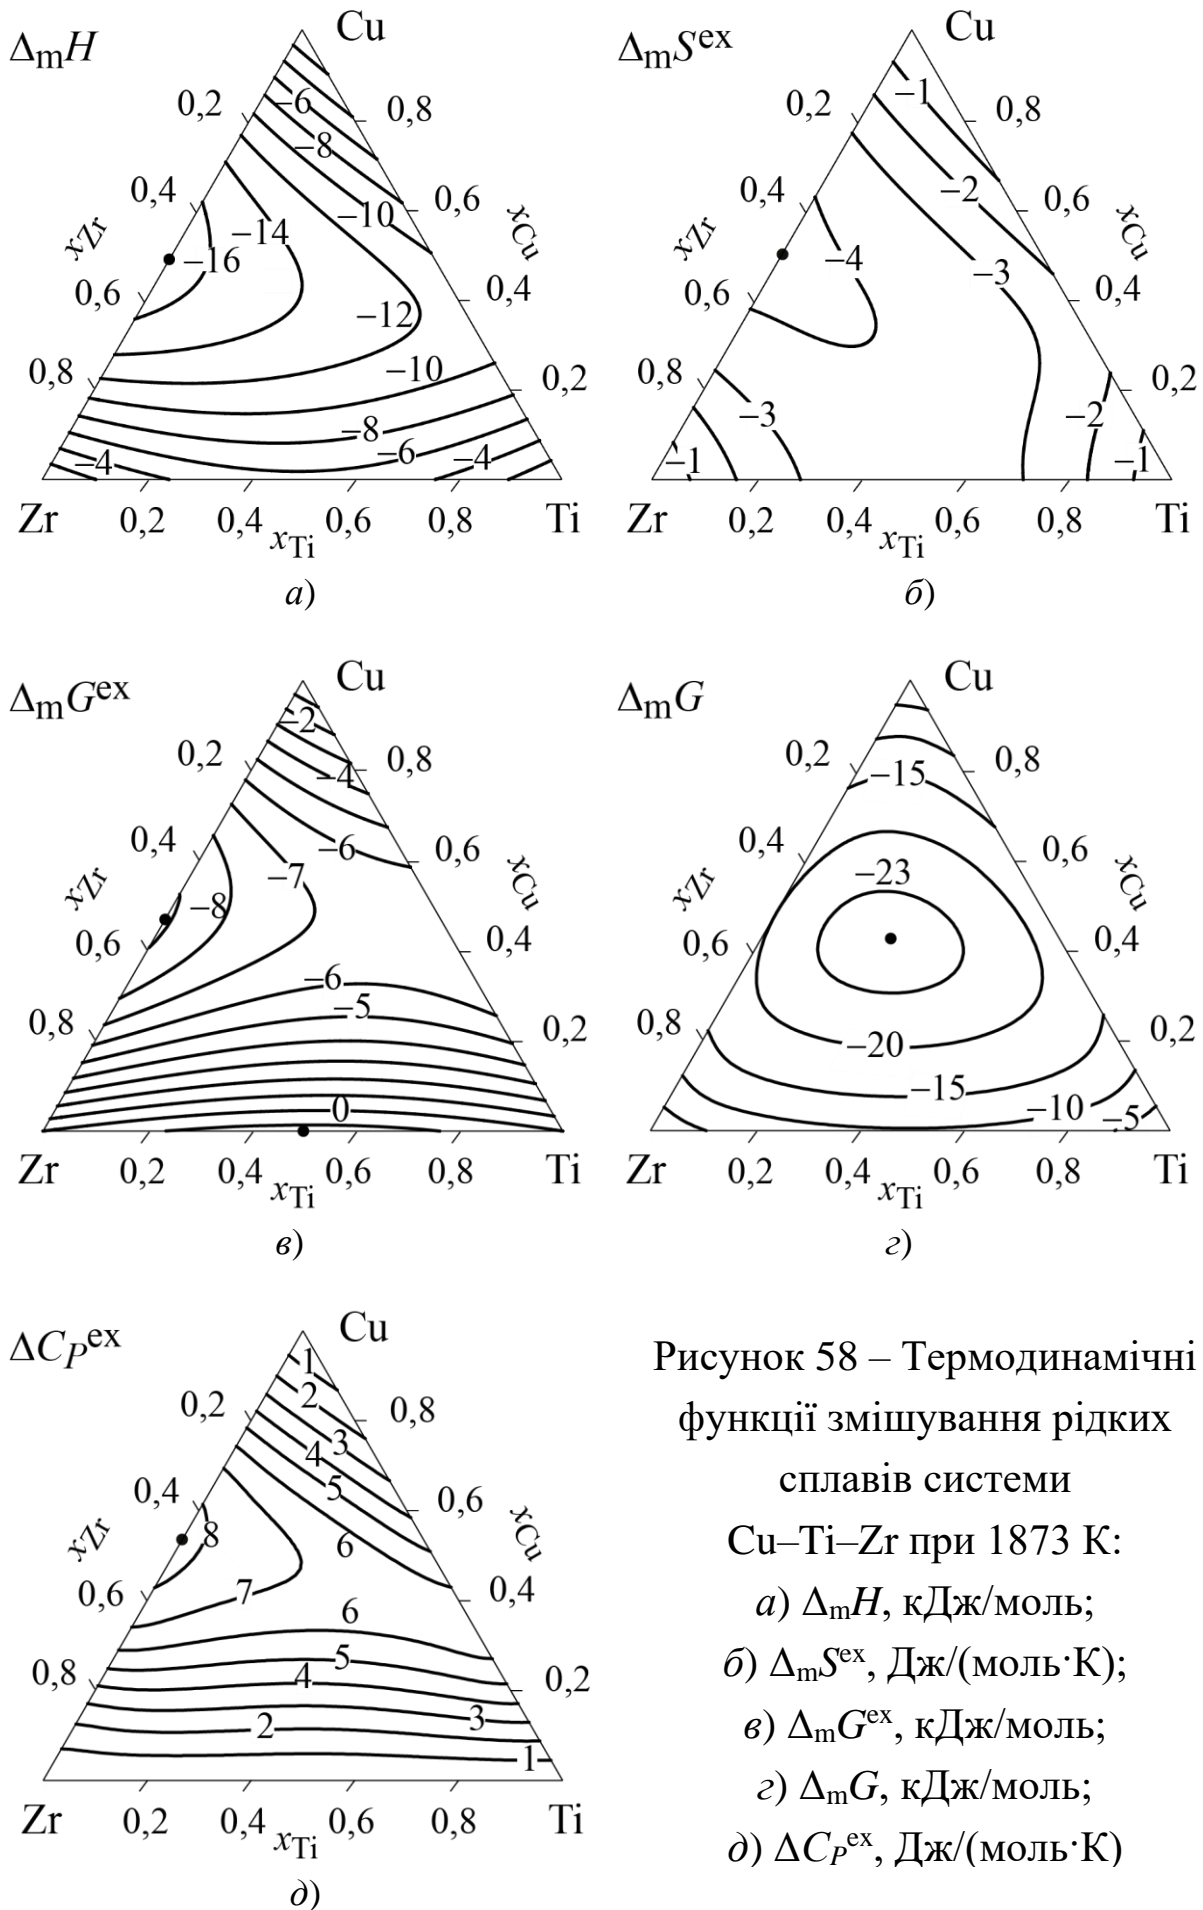 ΔmH
Cu
0,2
0,8
−6
−8
0,4
0,6
−10
−14
xZr
xCu
−16
0,6
0,4
−12
0,8
−10
0,2
−8
−6
−4
−4
Zr
0,2
0,4
xTi
0,6
0,8
Ti
а)
ΔmSex
Cu
−1
0,2
0,8
−2
0,4
0,6
xZr
xCu
−4
−3
0,6
0,4
0,8
0,2
−3
−2
−1
−1
Zr
0,2
0,4
xTi
0,6
0,8
Ti
б)
ΔmGex
Cu
−2
0,2
0,8
−4
0,4
0,6
−6
−7
xZr
xCu
−8
0,6
0,4
−6
−5
0,8
0,2
0
Zr
0,2
0,4
xTi
0,6
0,8
Ti
в)
ΔmG
Cu
0,2
0,8
−15
0,4
0,6
−23
xZr
xCu
0,6
0,4
0,8
0,2
−20
−15
−10
−5
Zr
0,2
0,4
xTi
0,6
0,8
Ti
г)
ΔCPex
Cu
1
2
0,2
0,8
3
4
5
0,4
0,6
xZr
xCu
8
6
0,6
0,4
7
6
5
0,8
4
0,2
2
3
1
Zr
0,2
0,4
xTi
0,6
0,8
Ti
д)
Рисунок 58 – Термодинамічні
функції змішування рідких
сплавів системи
Cu–Ti–Zr при 1873 К:
а) ΔmH, кДж/моль;
б) ΔmSex, Дж/(моль·К);
в) ΔmGex, кДж/моль;
г) ΔmG, кДж/моль;
д) ΔCPex, Дж/(моль·К)